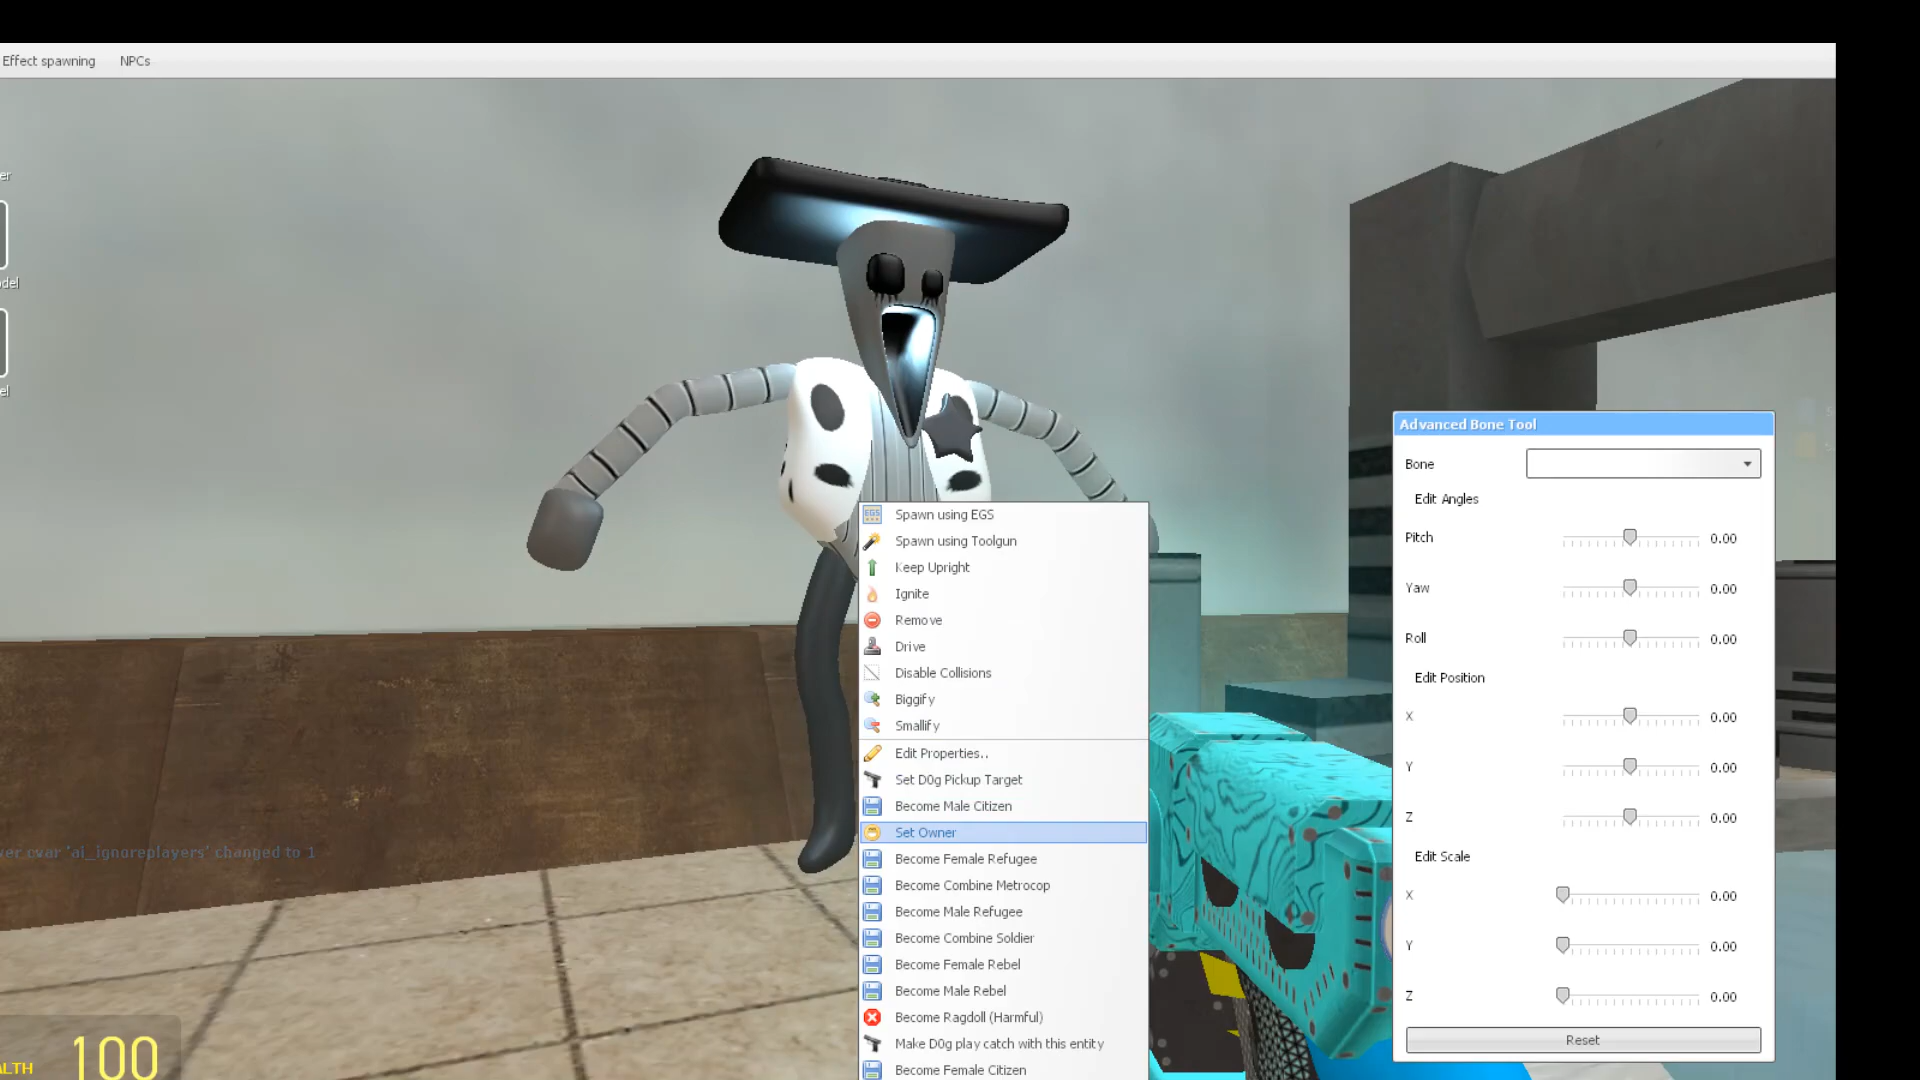 Effect spawning NPCs
er
odel
el
ver cvar 'ai_ignoreplayers' changed to 1
ALTH 100
EGS Spawn using EGS
Spawn using Toolgun
Keep Upright
Ignite
Remove
Drive
Disable Collisions
Biggify
Smallify
Edit Properties..
Set D0g Pickup Target
Become Male Citizen
Set Owner
Become Female Refugee
Become Combine Metrocop
Become Male Refugee
Become Combine Soldier
Become Female Rebel
Become Male Rebel
Become Ragdoll (Harmful)
Make D0g play catch with this entity
Become Female Citizen
Advanced Bone Tool
Bone
Edit Angles
Pitch 0.00
Yaw 0.00
Roll 0.00
Edit Position
X 0.00
Y 0.00
Z 0.00
Edit Scale
X 0.00
Y 0.00
Z 0.00
Reset